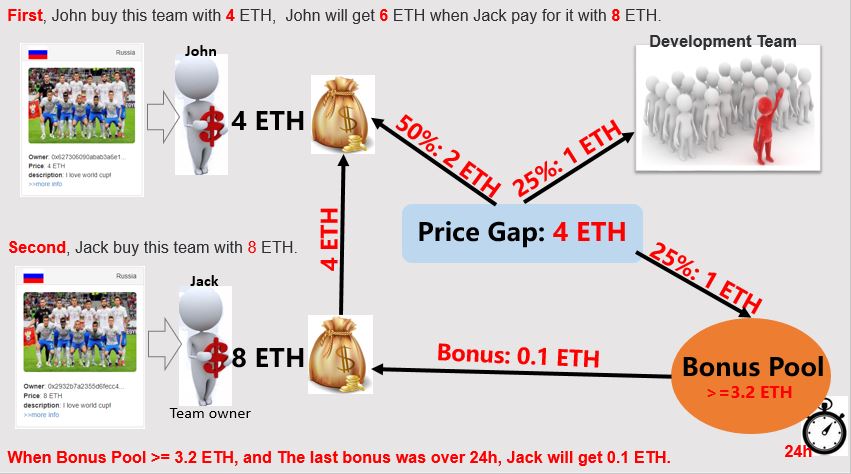 First, John buy this team with 4 ETH, John will get 6 ETH when Jack pay for it with 8 ETH.
Russia
Owner: 0x627306090abab3a6e1...
Price: 4 ETH
description: I love world cup!
>>more info
John
4 ETH
50%: 2 ETH
25%: 1 ETH
Development Team
Price Gap: 4 ETH
4 ETH
25%: 1 ETH
Second, Jack buy this team with 8 ETH.
Russia
Owner: 0x2932b7a2355d6fecc4...
Price: 8 ETH
description: I love world cup!
>>more info
Jack
8 ETH
Team owner
Bonus: 0.1 ETH
Bonus Pool
>=3.2 ETH
24h
When Bonus Pool >= 3.2 ETH, and The last bonus was over 24h, Jack will get 0.1 ETH.